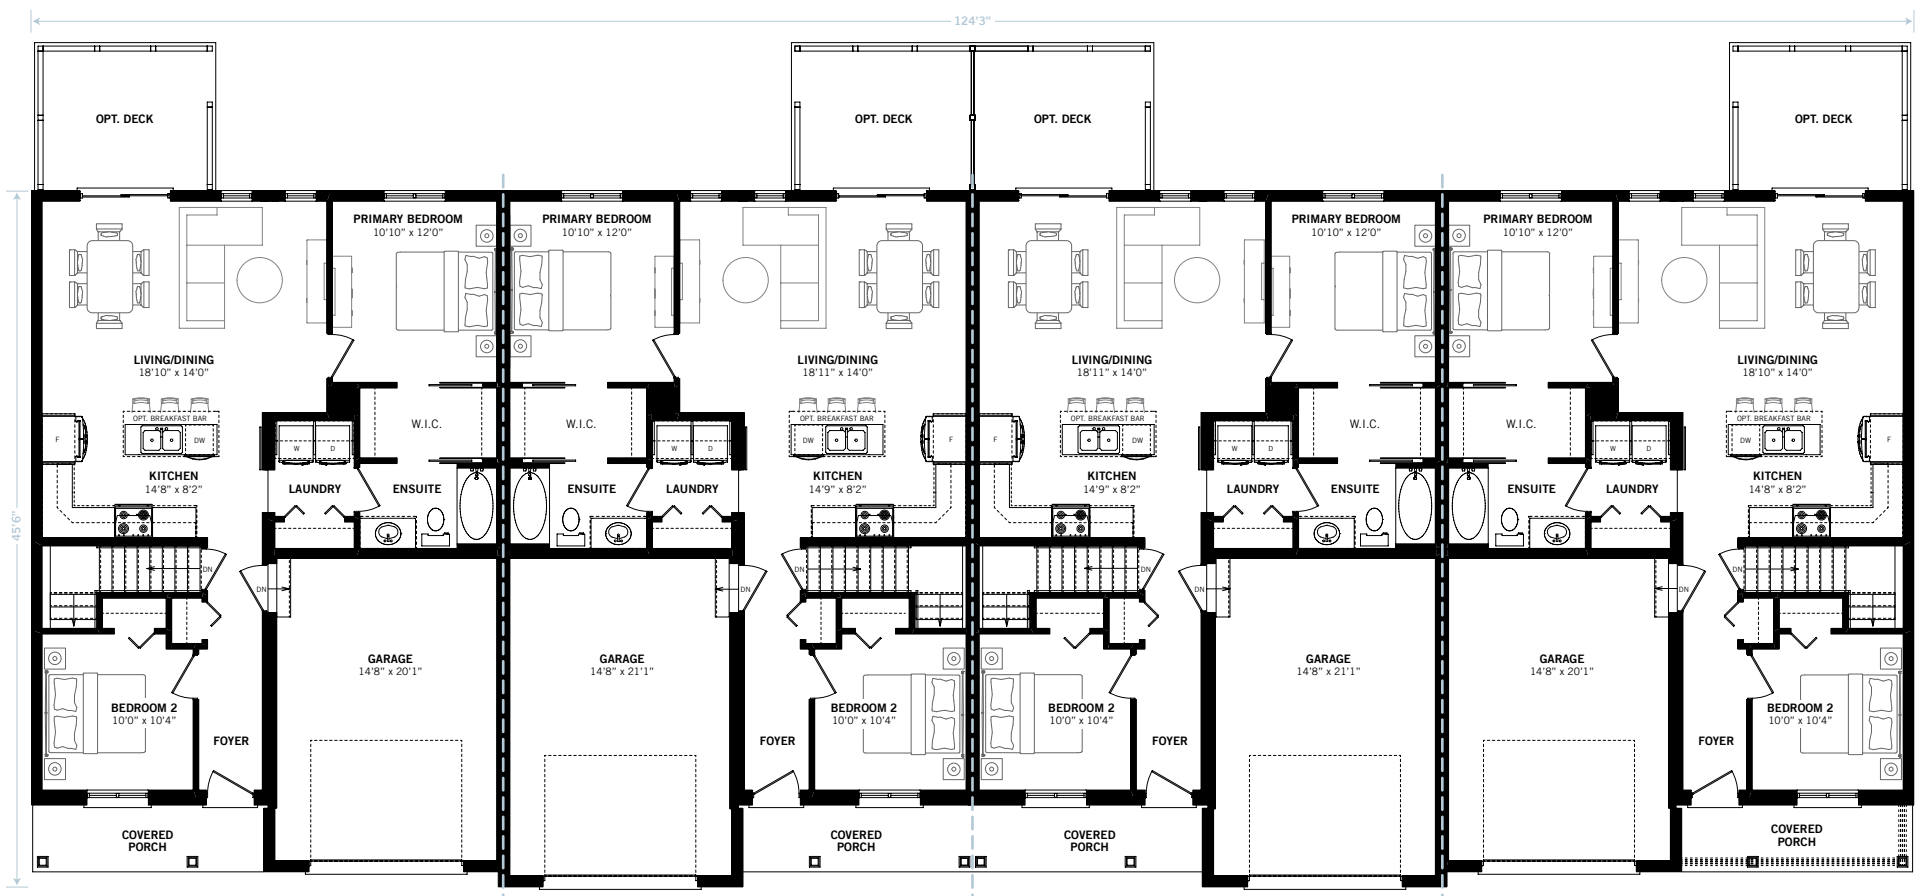 124'3"
OPT. DECK
OPT. DECK
OPT. DECK
OPT. DECK
PRIMARY BEDROOM
10'10" x 12'0"
PRIMARY BEDROOM
10'10" x 12'0"
PRIMARY BEDROOM
10'10" x 12'0"
PRIMARY BEDROOM
10'10" x 12'0"
LIVING/DINING
18'10" x 14'0"
LIVING/DINING
18'11" x 14'0"
LIVING/DINING
18'11" x 14'0"
LIVING/DINING
18'10" x 14'0"
OPT. BREAKFAST BAR
W.I.C.
W.I.C.
OPT. BREAKFAST BAR
OPT. BREAKFAST BAR
W.I.C.
W.I.C.
OPT. BREAKFAST BAR
F
DW
W
D
W
D
DW
F
F
DW
W
D
W
D
DW
F
KITCHEN
14'8" x 8'2"
KITCHEN
14'9" x 8'2"
KITCHEN
14'9" x 8'2"
KITCHEN
14'8" x 8'2"
LAUNDRY
ENSUITE
ENSUITE
LAUNDRY
LAUNDRY
ENSUITE
ENSUITE
LAUNDRY
45'6"
DN
DN
DN
DN
DN
DN
DN
DN
GARAGE
14'8" x 20'1"
GARAGE
14'8" x 21'1"
GARAGE
14'8" x 21'1"
GARAGE
14'8" x 20'1"
BEDROOM 2
10'0" x 10'4"
BEDROOM 2
10'0" x 10'4"
BEDROOM 2
10'0" x 10'4"
BEDROOM 2
10'0" x 10'4"
FOYER
FOYER
FOYER
FOYER
COVERED
PORCH
COVERED
PORCH
COVERED
PORCH
COVERED
PORCH